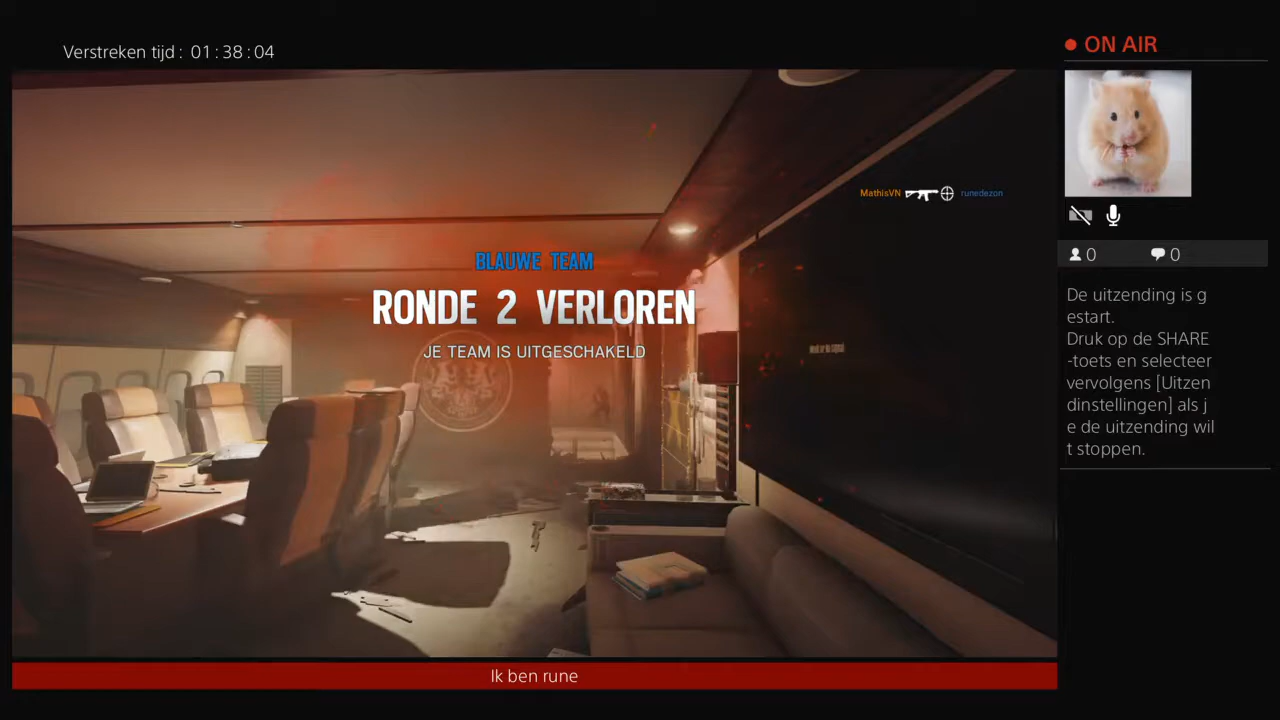 Verstreken tijd : 01 : 38 : 04
ON AIR
MathisVN runedezon
0 0
BLAUWE TEAM
RONDE 2 VERLOREN
JE TEAM IS UITGESCHAKELD
De uitzending is g
estart.
Druk op de SHARE
-toets en selecteer
vervolgens [Uitzen
dinstellingen] als j
e de uitzending wil
t stoppen.
Ik ben rune